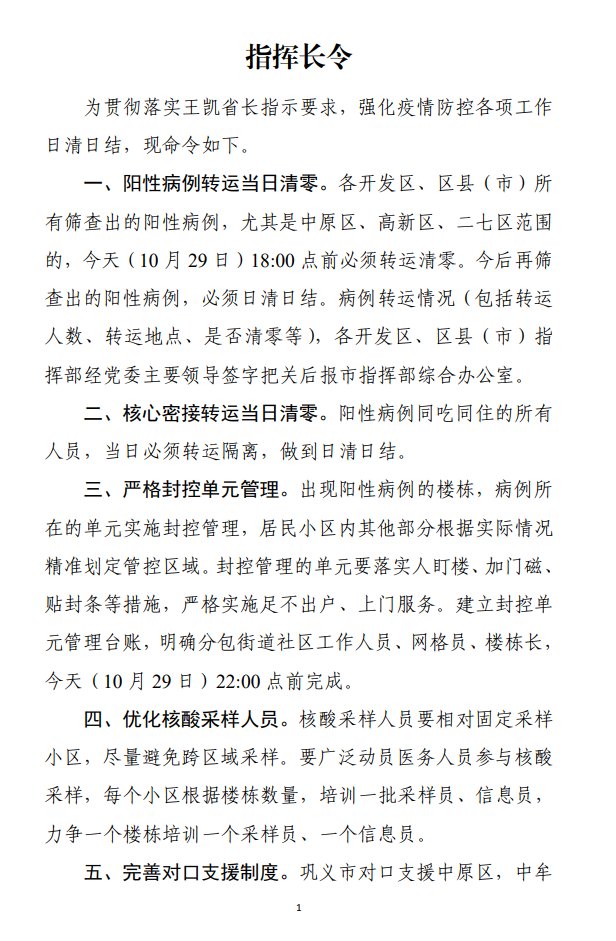 指挥长令
为贯彻落实王凯省长指示要求，强化疫情防控各项工作
日清日结，现命令如下。
一、阳性病例转运当日清零。各开发区、区县（市）所
有筛查出的阳性病例，尤其是中原区、高新区、二七区范围
的，今天（10 月 29 日）18:00 点前必须转运清零。今后再筛
查出的阳性病例，必须日清日结。病例转运情况（包括转运
人数、转运地点、是否清零等），各开发区、区县（市）指
挥部经党委主要领导签字把关后报市指挥部综合办公室。
二、核心密接转运当日清零。阳性病例同吃同住的所有
人员，当日必须转运隔离，做到日清日结。
三、严格封控单元管理。出现阳性病例的楼栋，病例所
在的单元实施封控管理，居民小区内其他部分根据实际情况
精准划定管控区域。封控管理的单元要落实人盯楼、加门磁、
贴封条等措施，严格实施足不出户、上门服务。建立封控单
元管理台账，明确分包街道社区工作人员、网格员、楼栋长，
今天（10 月 29 日）22:00 点前完成。
四、优化核酸采样人员。核酸采样人员要相对固定采样
小区，尽量避免跨区域采样。要广泛动员医务人员参与核酸
采样，每个小区根据楼栋数量，培训一批采样员、信息员，
力争一个楼栋培训一个采样员、一个信息员。
五、完善对口支援制度。巩义市对口支援中原区，中牟
1